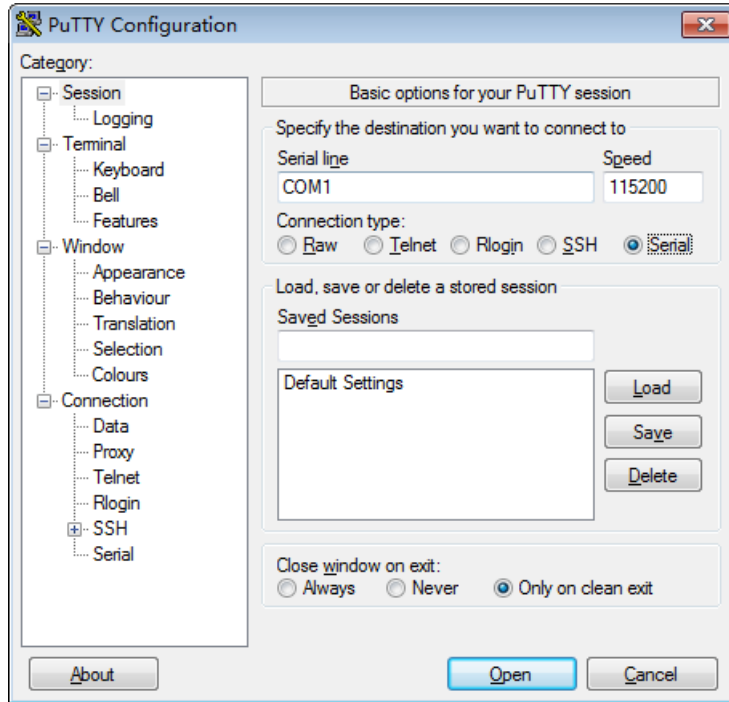 PuTTY Configuration
Category:
Session
Logging
Terminal
Keyboard
Bell
Features
Window
Appearance
Behaviour
Translation
Selection
Colours
Connection
Data
Proxy
Telnet
Rlogin
SSH
Serial
Basic options for your PuTTY session
Specify the destination you want to connect to
Serial line Speed
COM1 115200
Connection type:
Raw Telnet Rlogin SSH Serial
Load, save or delete a stored session
Saved Sessions
Default Settings
Load
Save
Delete
Close window on exit:
Always Never Only on clean exit
About Open Cancel